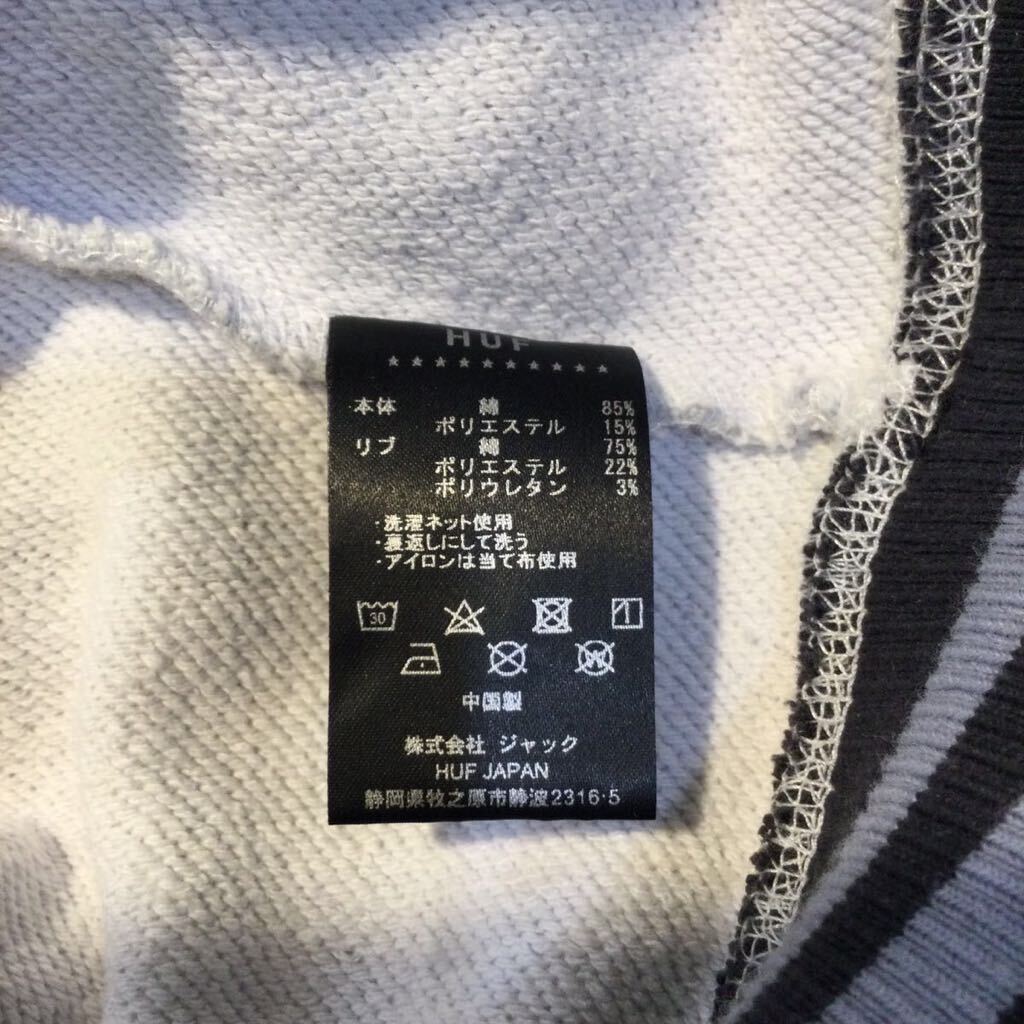 HUF
★★★★★★★★★★
本体 綿 85%
ポリエステル 15%
リブ 綿 75%
ポリエステル 22%
ポリウレタン 3%
・洗濯ネット使用
・裏返しにして洗う
・アイロンは当て布使用
30
W
中国製
株式会社 ジャック
HUF JAPAN
静岡県牧之原市静波2316-5